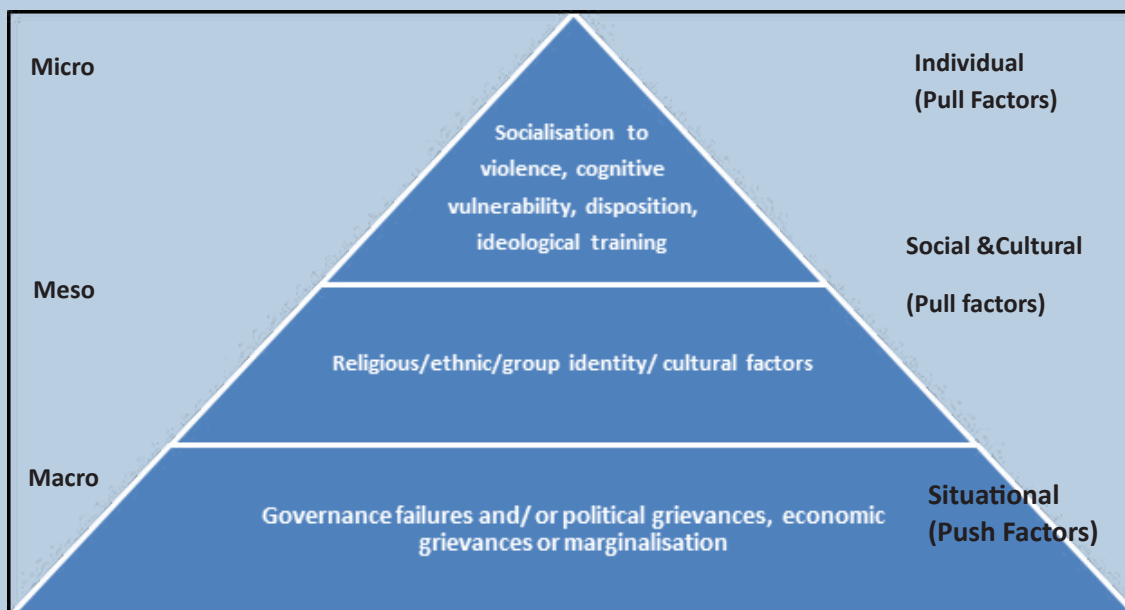 Micro
Individual
(Pull Factors)
Socialisation to
violence, cognitive
vulnerability, disposition,
ideological training
Meso
Social &Cultural
(Pull factors)
Religious/ethnic/group identity/ cultural factors
Macro
Situational
(Push Factors)
Governance failures and/ or political grievances, economic
grievances or marginalisation